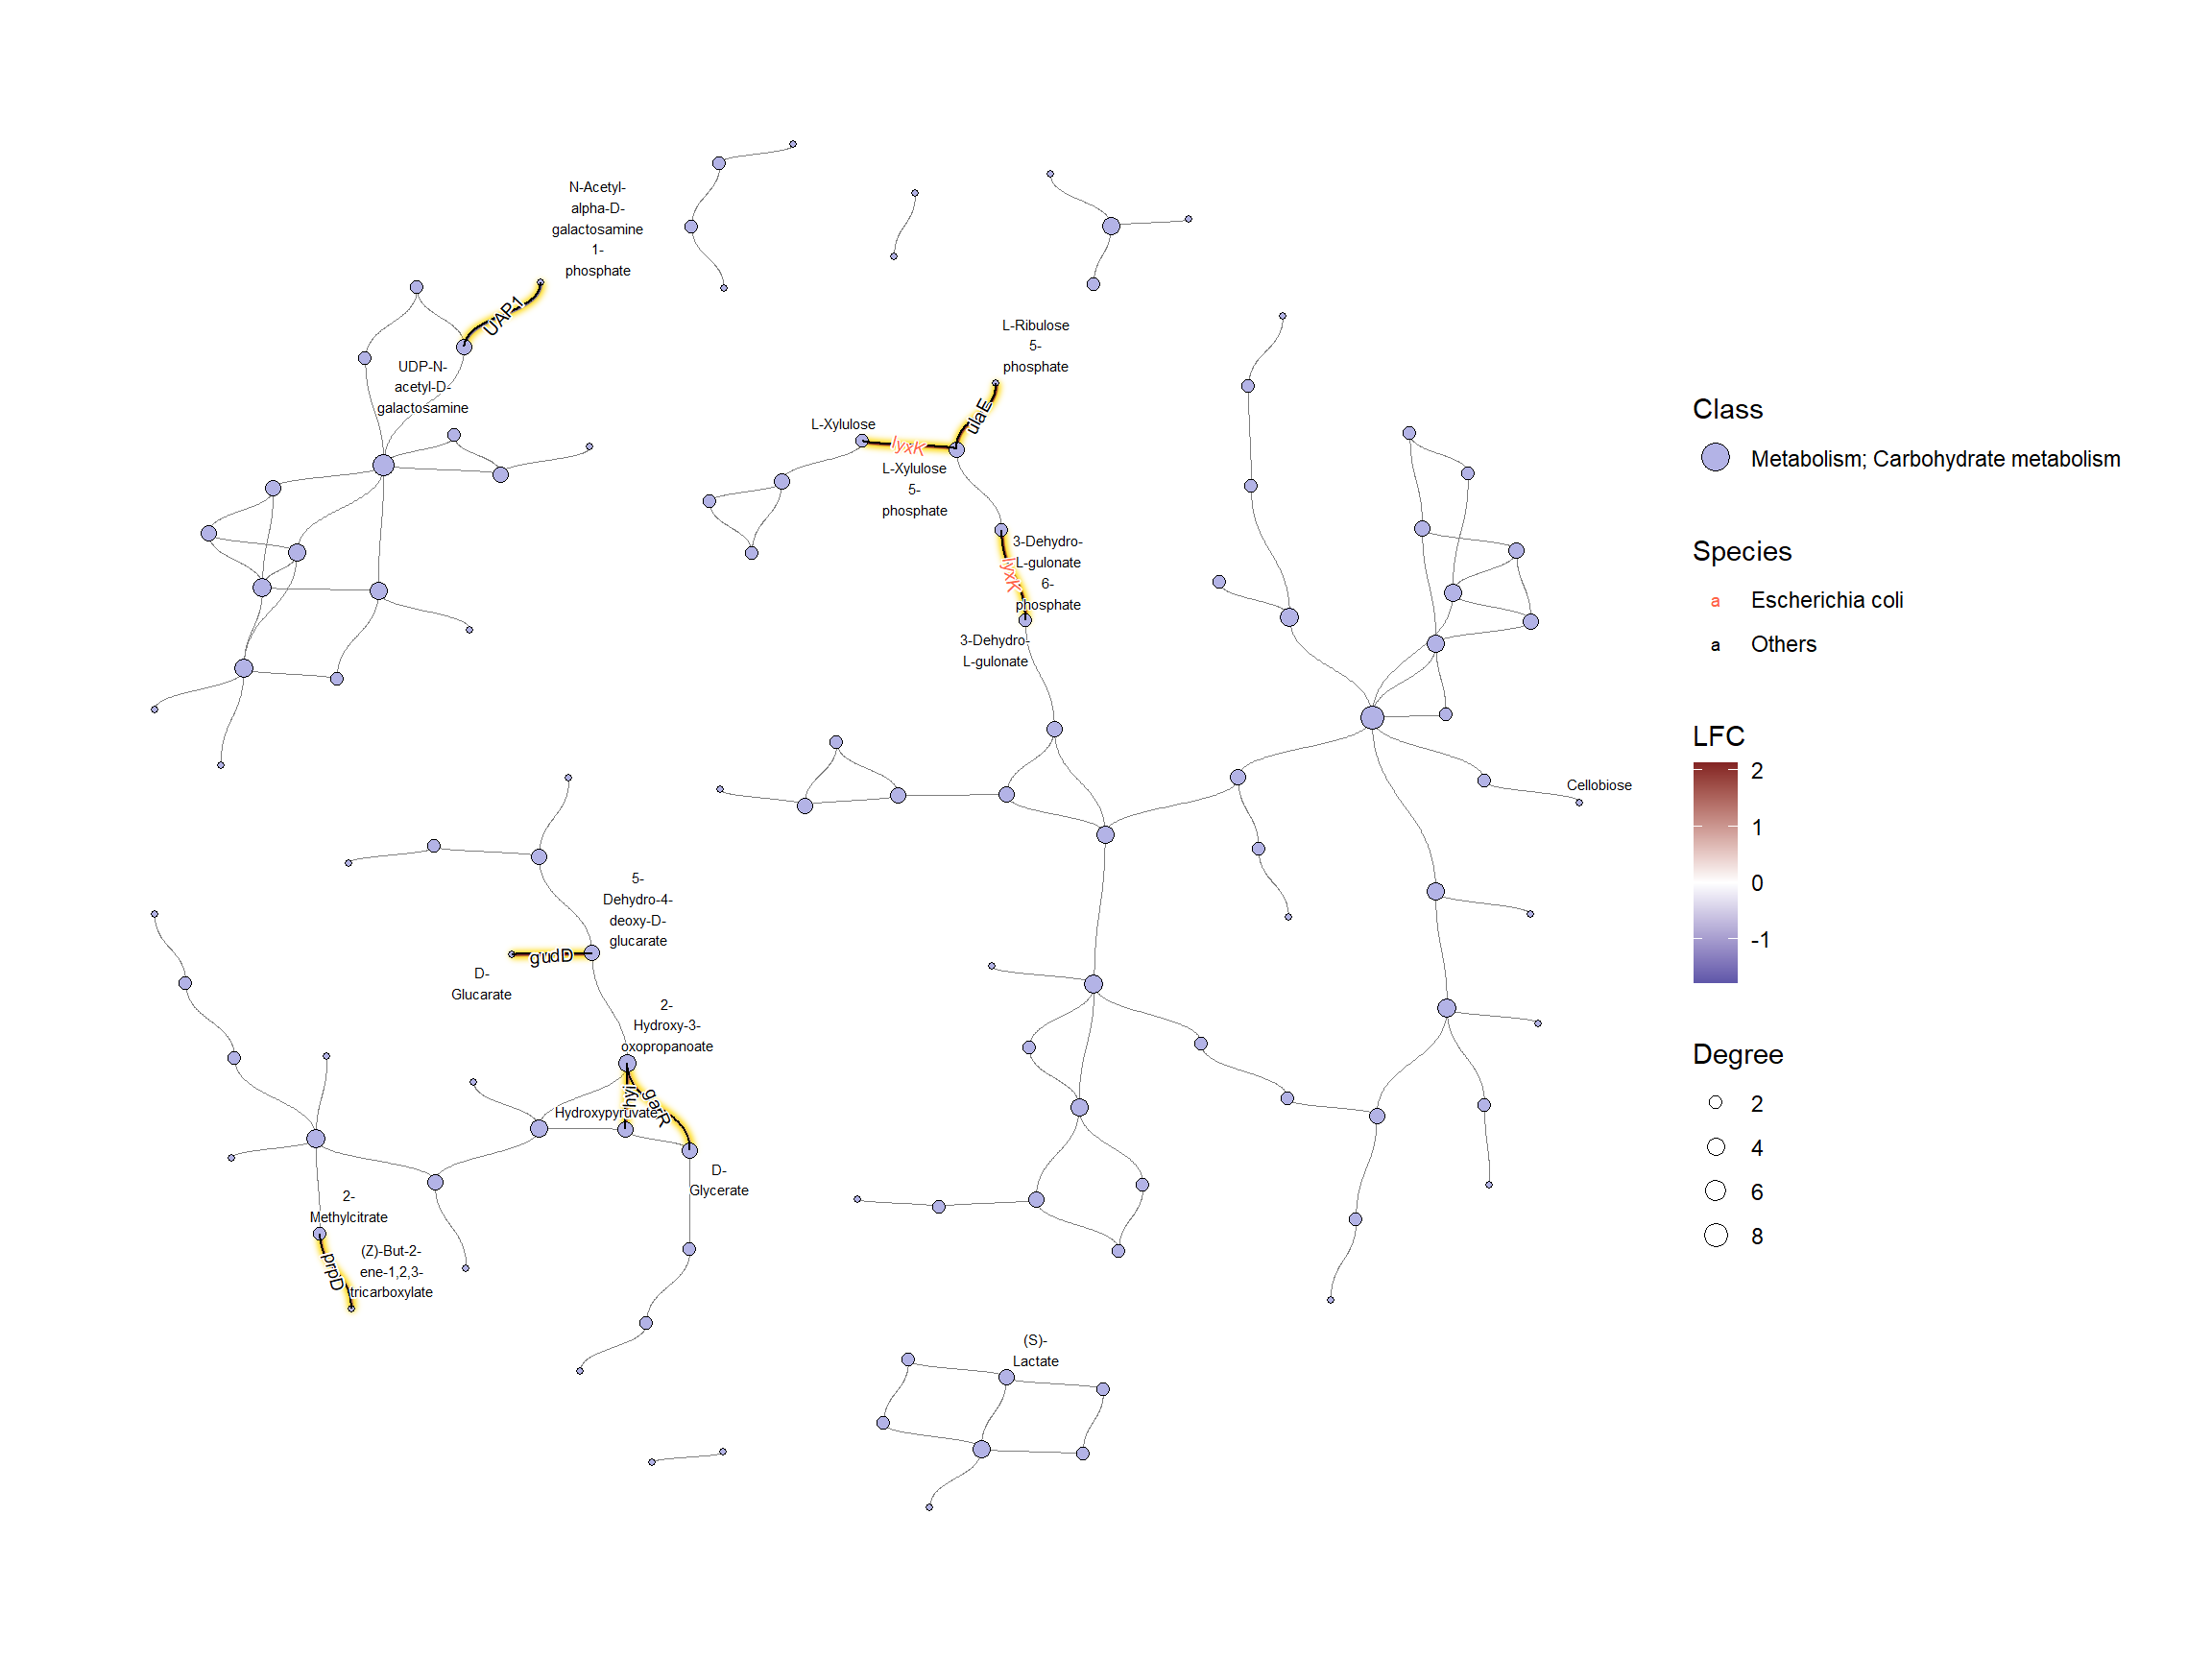 N-Acetyl-
alpha-D-
galactosamine
1-
phosphate
UAP1
UDP-N-
acetyl-D-
galactosamine
L-Ribulose
5-
phosphate
ulaE
L-Xylulose
lyxK
L-Xylulose
5-
phosphate
3-Dehydro-
L-gulonate
6-
phosphate
lyxK
3-Dehydro-
L-gulonate
Cellobiose
5-
Dehydro-4-
deoxy-D-
glucarate
gudD
D-
Glucarate
2-
Hydroxy-3-
oxopropanoate
hyi
garR
Hydroxypyruvate
D-
Glycerate
2-
Methylcitrate
prpD
(Z)-But-2-
ene-1,2,3-
tricarboxylate
(S)-
Lactate
Class
Metabolism; Carbohydrate metabolism
Species
a Escherichia coli
a Others
LFC
2
1
0
-1
Degree
2
4
6
8